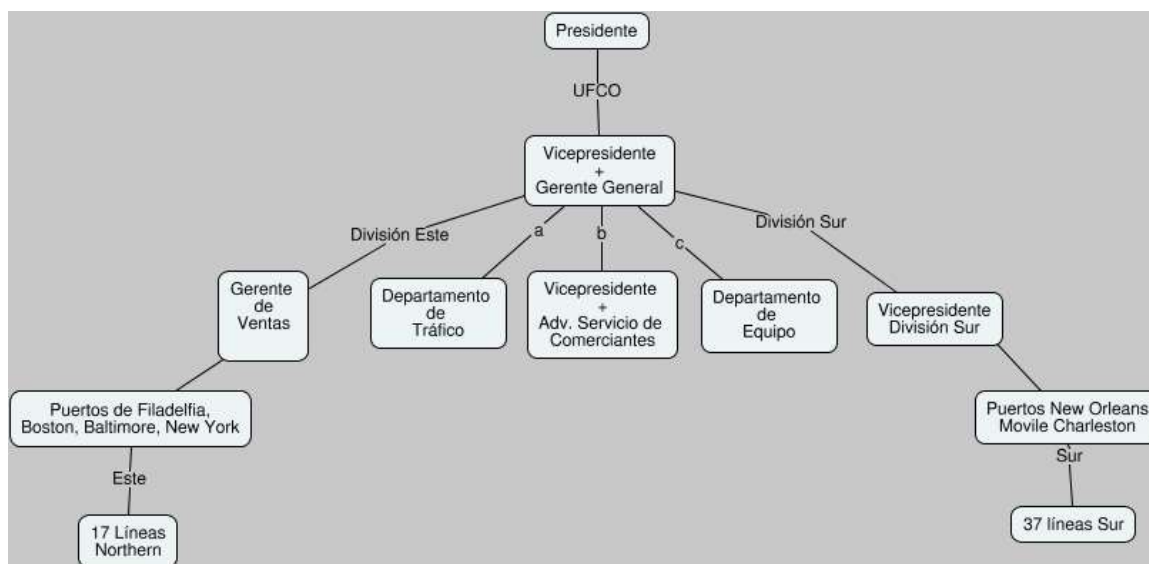 Presidente
UFCO
Vicepresidente
+
Gerente General
División Este
a
b
c
División Sur
Gerente
de
Ventas
Departamento
de
Tráfico
Vicepresidente
+
Adv. Servicio de
Comerciantes
Departamento
de
Equipo
Vicepresidente
División Sur
Puertos de Filadelfia,
Boston, Baltimore, New York
Puertos New Orleans
Movile Charleston
Este
Sur
17 Líneas
Northern
37 líneas Sur